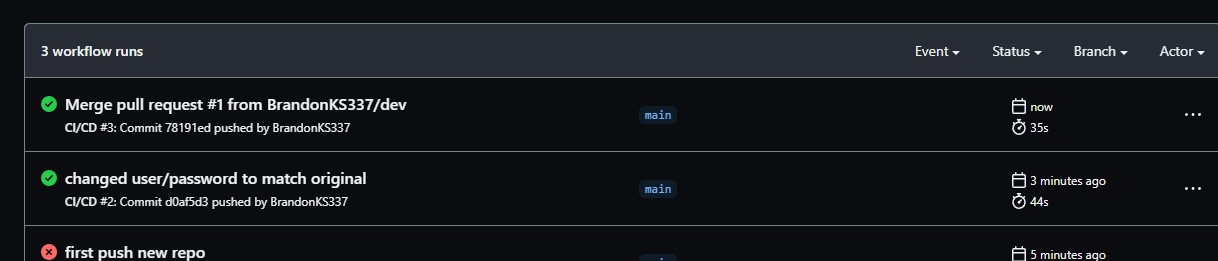 3 workflow runs
Event
Status
Branch
Actor
Merge pull request #1 from BrandonKS337/dev
CI/CD #3: Commit 78191ed pushed by BrandonKS337
main
now
35s
changed user/password to match original
CI/CD #2: Commit d0af5d3 pushed by BrandonKS337
main
3 minutes ago
44s
first push new repo
5 minutes ago